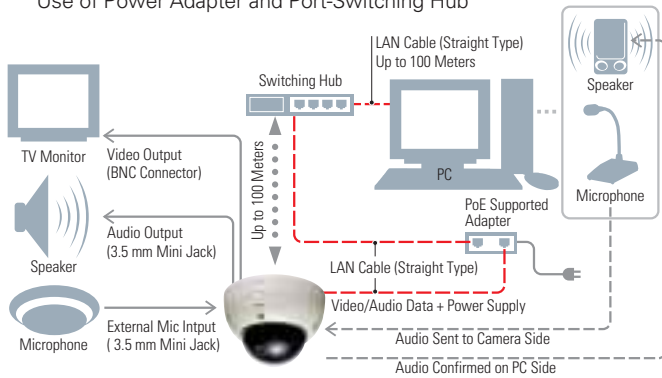 Use of Power Adapter and Port-Switching Hub
LAN Cable (Straight Type)
Up to 100 Meters
Switching Hub
Speaker
TV Monitor
Video Output
(BNC Connector)
Up to 100 Meters
PC
Microphone
PoE Supported
Adapter
Audio Output
(3.5 mm Mini Jack)
Speaker
LAN Cable (Straight Type)
Video/Audio Data + Power Supply
External Mic Intput
( 3.5 mm Mini Jack)
Microphone
Audio Sent to Camera Side
Audio Confirmed on PC Side